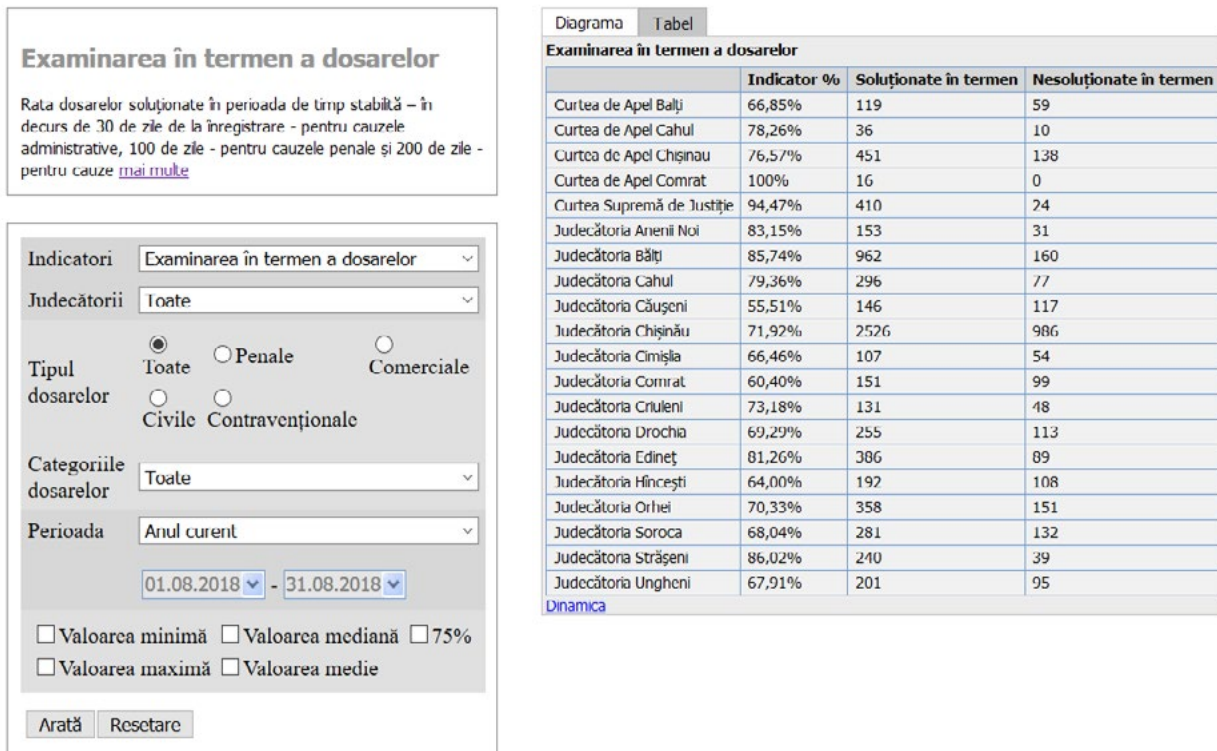 Examinarea în termen a dosarelor
Rata dosarelor soluționate în perioada de timp stabilită – în
decurs de 30 de zile de la înregistrare - pentru cauzele
administrative, 100 de zile - pentru cauzele penale și 200 de zile -
pentru cauze mai multe
Indicatori Examinarea în termen a dosarelor
Judecătorii Toate
Tipul dosarelor
Toate Penale Comerciale
Civile Contravenționale
Categoriile dosarelor Toate
Perioada Anul curent
01.08.2018 - 31.08.2018
Valoarea minimă Valoarea mediană 75%
Valoarea maximă Valoarea medie
Arată Resetare
Diagrama Tabel
Examinarea în termen a dosarelor
Indicator % Soluționate în termen Nesoluționate în termen
Curtea de Apel Balți 66,85% 119 59
Curtea de Apel Cahul 78,26% 36 10
Curtea de Apel Chișinau 76,57% 451 138
Curtea de Apel Comrat 100% 16 0
Curtea Supremă de Justiție 94,47% 410 24
Judecătoria Anenii Noi 83,15% 153 31
Judecătoria Bălți 85,74% 962 160
Judecătoria Cahul 79,36% 296 77
Judecătoria Căușeni 55,51% 146 117
Judecătoria Chișinău 71,92% 2526 986
Judecătoria Cimișlia 66,46% 107 54
Judecătoria Comrat 60,40% 151 99
Judecătoria Criuleni 73,18% 131 48
Judecătoria Drochia 69,29% 255 113
Judecătoria Edineț 81,26% 386 89
Judecătoria Hîncești 64,00% 192 108
Judecătoria Orhei 70,33% 358 151
Judecătoria Soroca 68,04% 281 132
Judecătoria Strășeni 86,02% 240 39
Judecătoria Ungheni 67,91% 201 95
Dinamica